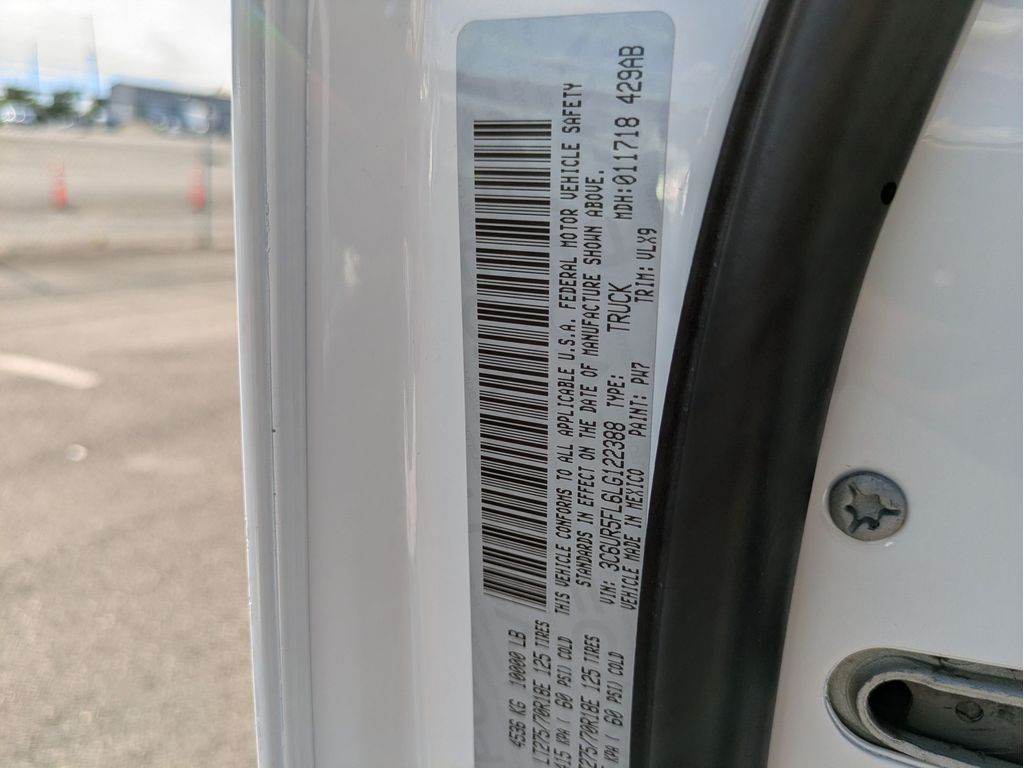 4536 KG 10000 LB
LT275/70R18E 125 TIRES
415 KPA ( 60 PSI) COLD
275/70R18E 125 TIRES
KPA ( 60 PSI) COLD
THIS VEHICLE CONFORMS TO ALL APPLICABLE U.S.A. FEDERAL MOTOR VEHICLE SAFETY
STANDARDS IN EFFECT ON THE DATE OF MANUFACTURE SHOWN ABOVE.
VIN: 3C6UR5FL6LG122388 TYPE: TRUCK MDH:011718 429AB
VEHICLE MADE IN MEXICO PAINT: PW7 TRIM: VLX9